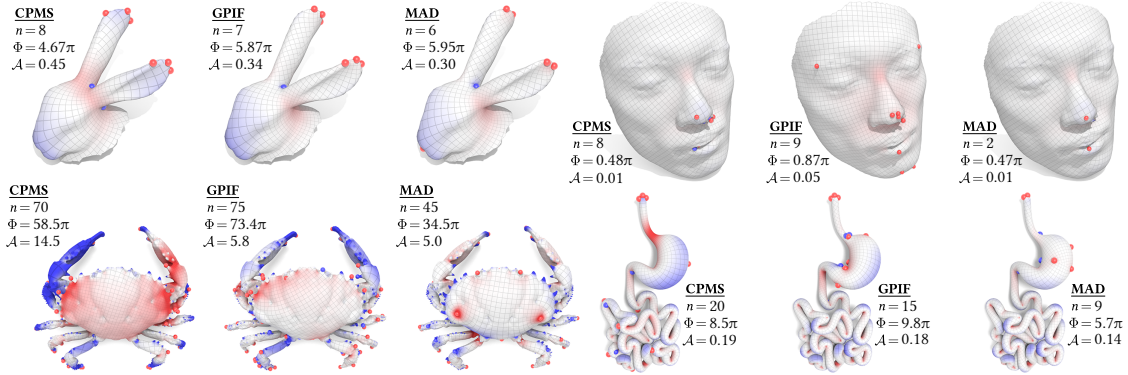 CPMS
n = 8
Φ = 4.67π
𝒜 = 0.45
GPIF
n = 7
Φ = 5.87π
𝒜 = 0.34
MAD
n = 6
Φ = 5.95π
𝒜 = 0.30
CPMS
n = 8
Φ = 0.48π
𝒜 = 0.01
GPIF
n = 9
Φ = 0.87π
𝒜 = 0.05
MAD
n = 2
Φ = 0.47π
𝒜 = 0.01
CPMS
n = 70
Φ = 58.5π
𝒜 = 14.5
GPIF
n = 75
Φ = 73.4π
𝒜 = 5.8
MAD
n = 45
Φ = 34.5π
𝒜 = 5.0
CPMS
n = 20
Φ = 8.5π
𝒜 = 0.19
GPIF
n = 15
Φ = 9.8π
𝒜 = 0.18
MAD
n = 9
Φ = 5.7π
𝒜 = 0.14